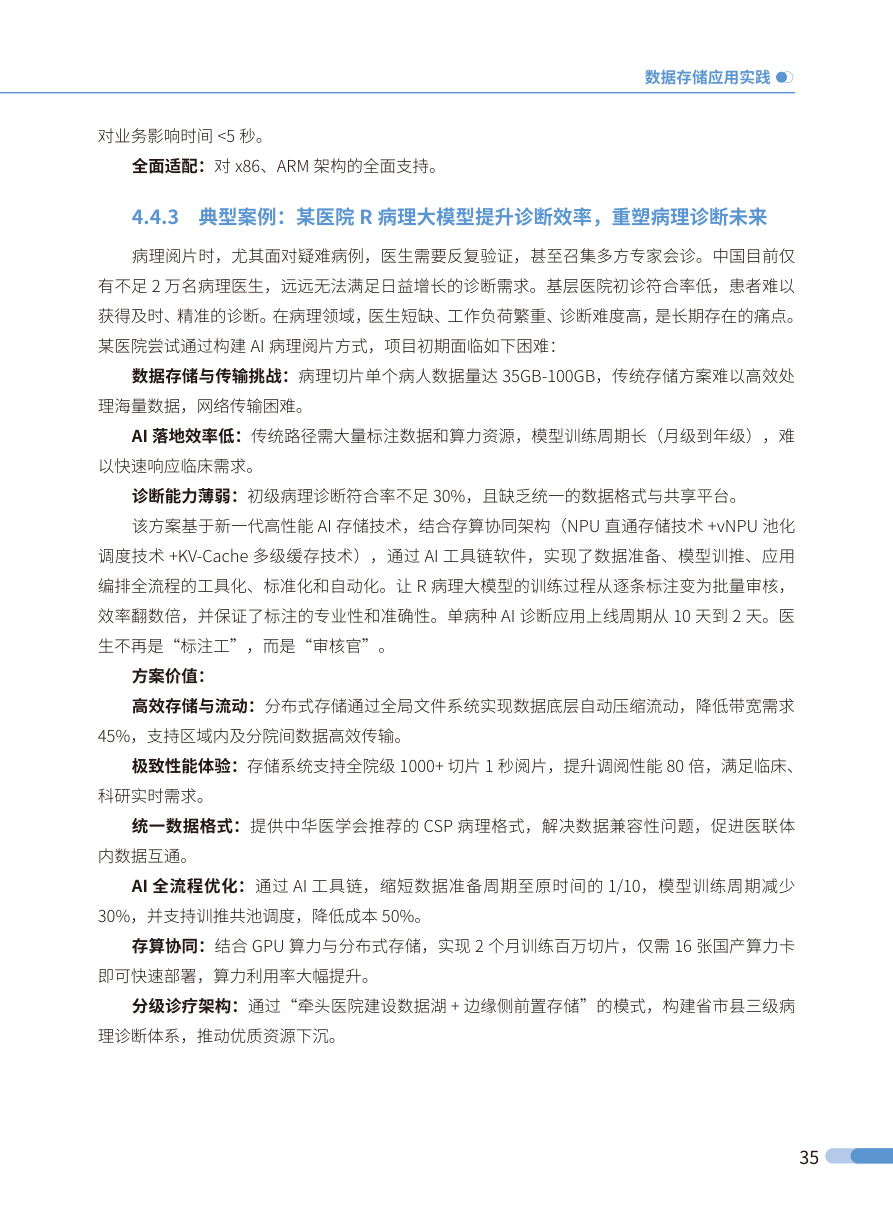 数据存储应用实践
对业务影响时间 <5 秒。
全面适配：对 x86、ARM 架构的全面支持。
4.4.3 典型案例：某医院 R 病理大模型提升诊断效率，重塑病理诊断未来
病理阅片时，尤其面对疑难病例，医生需要反复验证，甚至召集多方专家会诊。中国目前仅
有不足 2 万名病理医生，远远无法满足日益增长的诊断需求。基层医院初诊符合率低，患者难以
获得及时、精准的诊断。在病理领域，医生短缺、工作负荷繁重、诊断难度高，是长期存在的痛点。
某医院尝试通过构建 AI 病理阅片方式，项目初期面临如下困难：
数据存储与传输挑战：病理切片单个病人数据量达 35GB-100GB，传统存储方案难以高效处
理海量数据，网络传输困难。
AI 落地效率低：传统路径需大量标注数据和算力资源，模型训练周期长（月级到年级），难
以快速响应临床需求。
诊断能力薄弱：初级病理诊断符合率不足 30%，且缺乏统一的数据格式与共享平台。
该方案基于新一代高性能 AI 存储技术，结合存算协同架构（NPU 直通存储技术 +vNPU 池化
调度技术 +KV-Cache 多级缓存技术），通过 AI 工具链软件，实现了数据准备、模型训推、应用
编排全流程的工具化、标准化和自动化。让 R 病理大模型的训练过程从逐条标注变为批量审核，
效率翻数倍，并保证了标注的专业性和准确性。单病种 AI 诊断应用上线周期从 10 天到 2 天。医
生不再是“标注工”，而是“审核官”。
方案价值：
高效存储与流动：分布式存储通过全局文件系统实现数据底层自动压缩流动，降低带宽需求
45%，支持区域内及分院间数据高效传输。
极致性能体验：存储系统支持全院级 1000+ 切片 1 秒阅片，提升调阅性能 80 倍，满足临床、
科研实时需求。
统一数据格式：提供中华医学会推荐的 CSP 病理格式，解决数据兼容性问题，促进医联体
内数据互通。
AI 全流程优化：通过 AI 工具链，缩短数据准备周期至原时间的 1/10，模型训练周期减少
30%，并支持训推共池调度，降低成本 50%。
存算协同：结合 GPU 算力与分布式存储，实现 2 个月训练百万切片，仅需 16 张国产算力卡
即可快速部署，算力利用率大幅提升。
分级诊疗架构：通过“牵头医院建设数据湖 + 边缘侧前置存储”的模式，构建省市县三级病
理诊断体系，推动优质资源下沉。
35